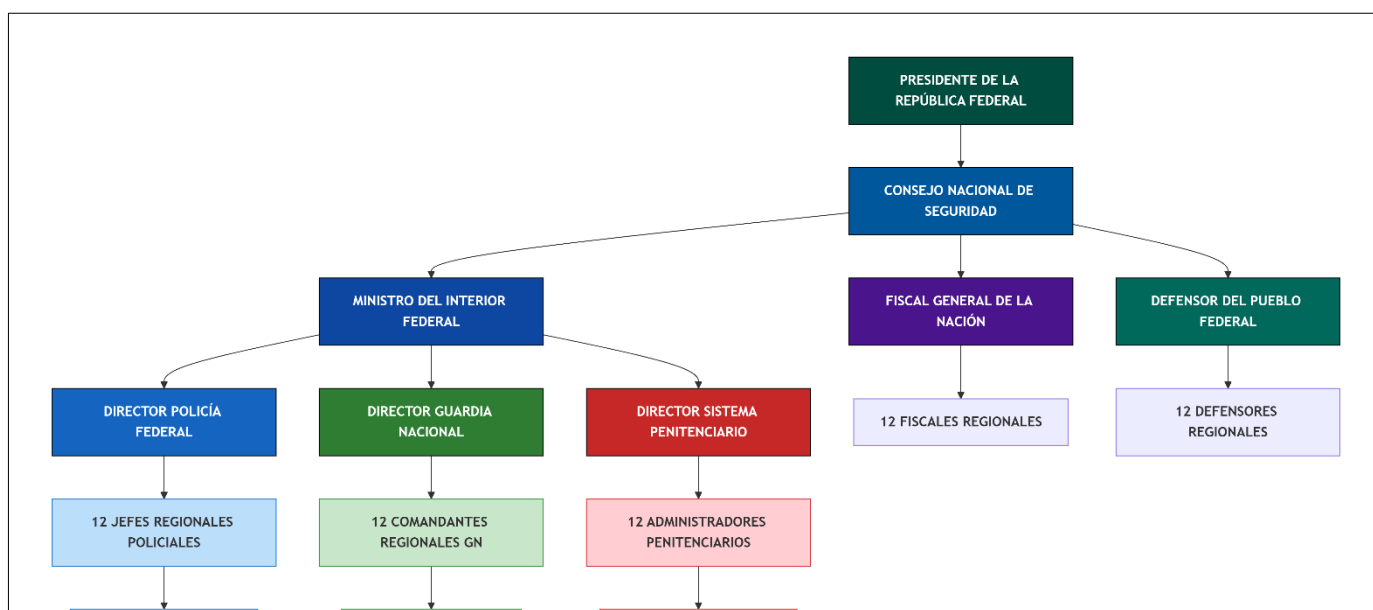 PRESIDENTE DE LA
REPÚBLICA FEDERAL
CONSEJO NACIONAL DE
SEGURIDAD
MINISTRO DEL INTERIOR
FEDERAL
FISCAL GENERAL DE LA
NACIÓN
DEFENSOR DEL PUEBLO
FEDERAL
DIRECTOR POLICÍA
FEDERAL
DIRECTOR GUARDIA
NACIONAL
DIRECTOR SISTEMA
PENITENCIARIO
12 FISCALES REGIONALES
12 DEFENSORES
REGIONALES
12 JEFES REGIONALES
POLICIALES
12 COMANDANTES
REGIONALES GN
12 ADMINISTRADORES
PENITENCIARIOS